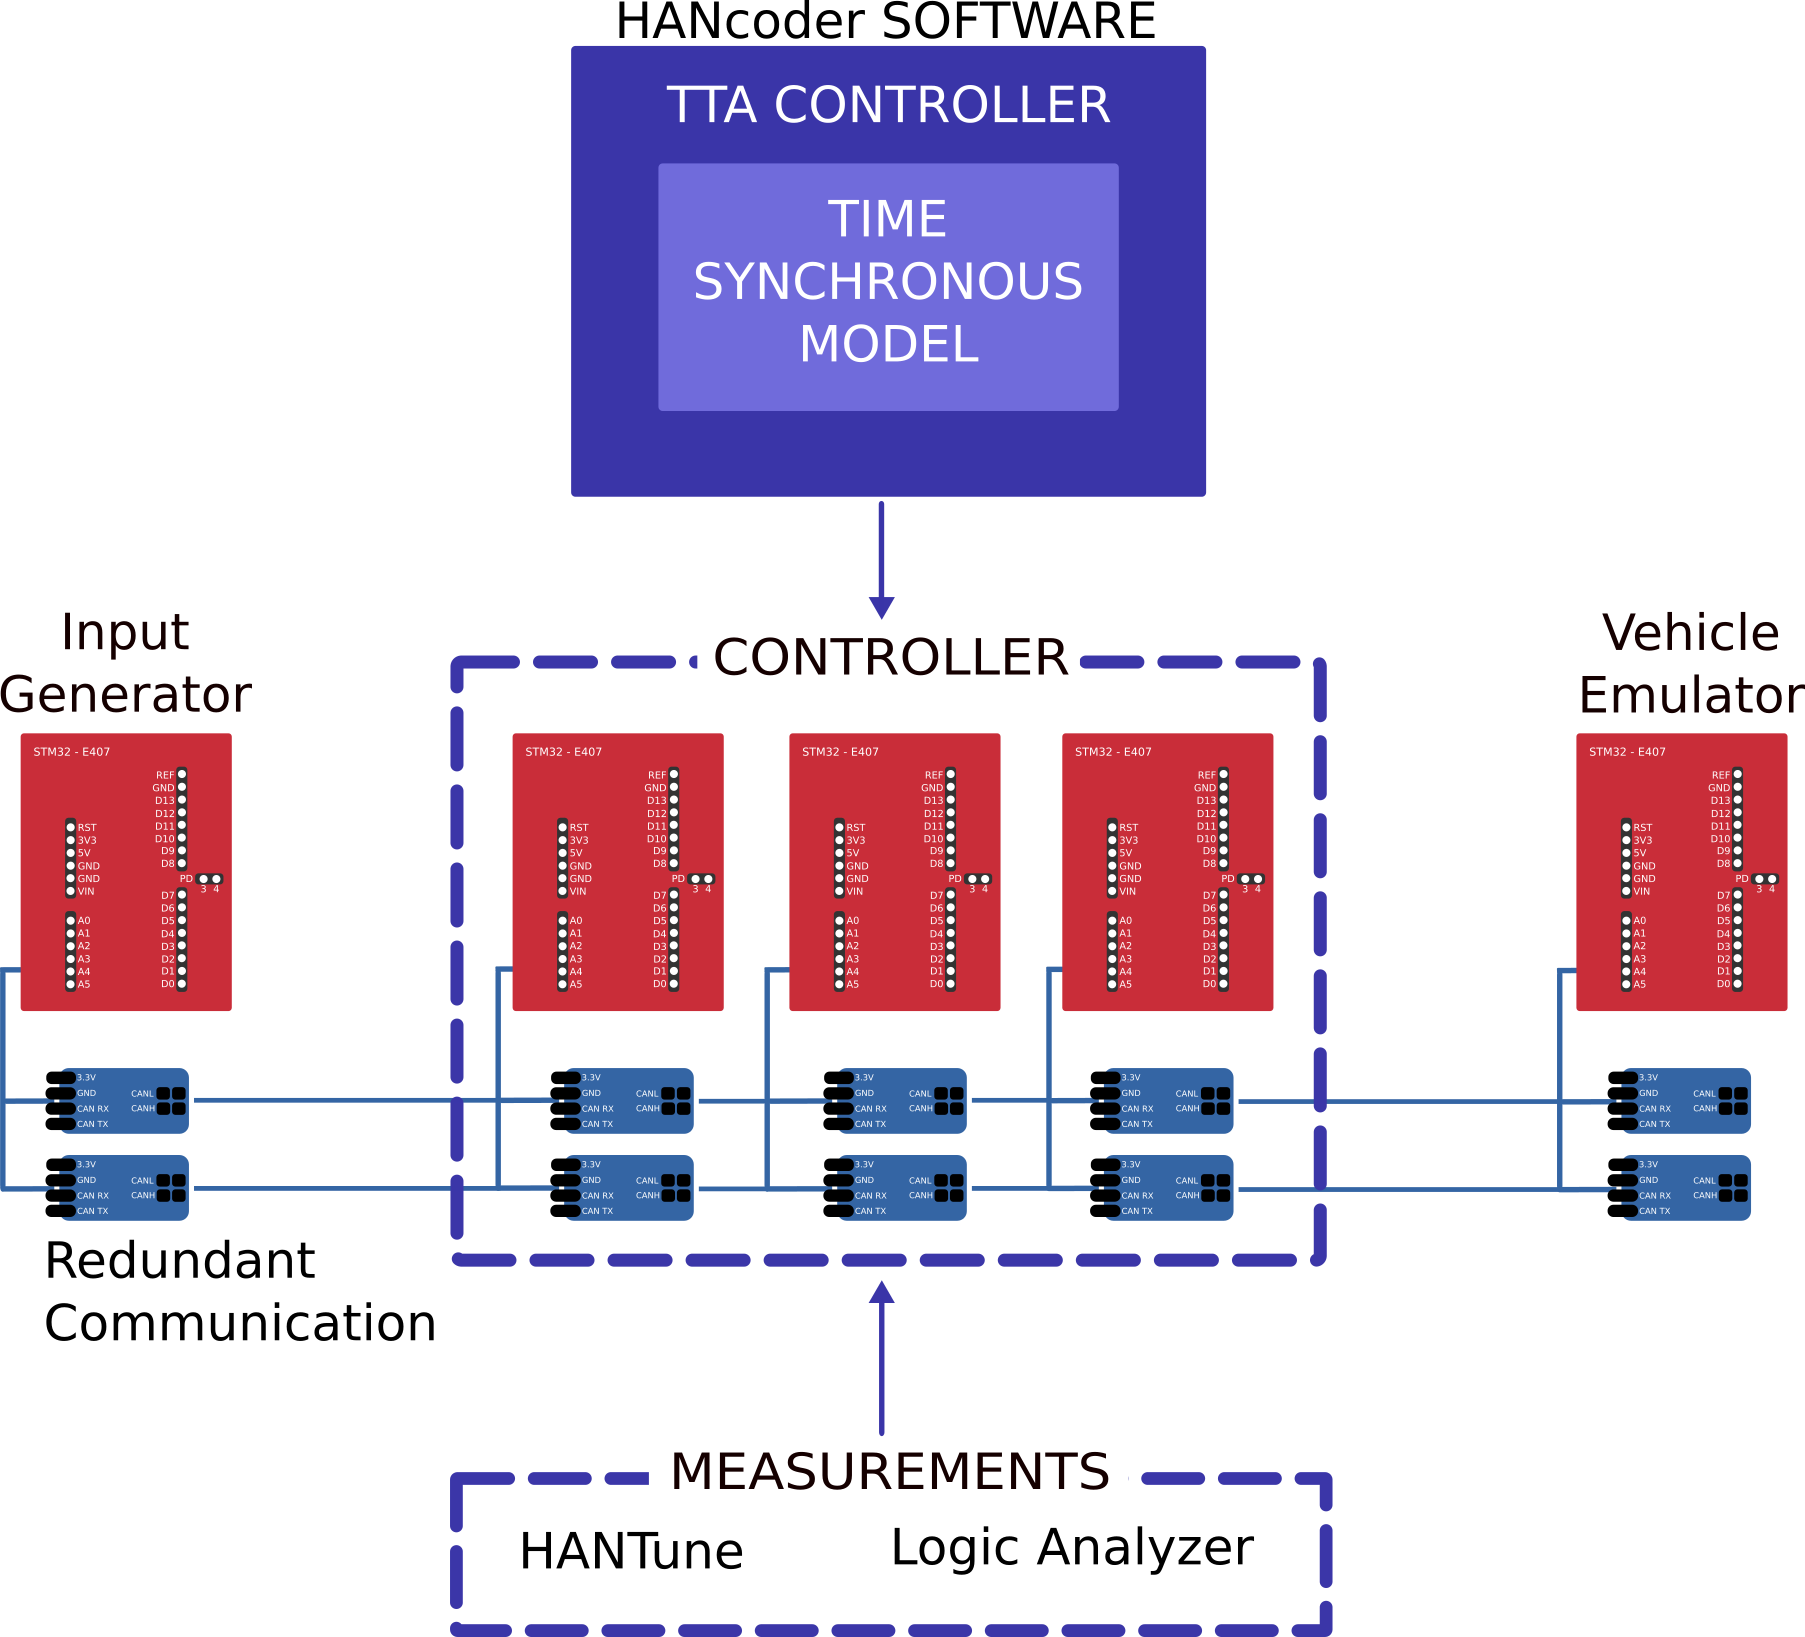 HANcoder SOFTWARE
TTA CONTROLLER
TIME
SYNCHRONOUS
MODEL
Input
Generator
CONTROLLER
Vehicle
Emulator
STM32 - E407
REF
GND
D13
D12
D11
D10
D9
D8
RST
3V3
5V
GND
GND
VIN
PD
3 4
D7
D6
D5
D4
D3
D2
D1
D0
A0
A1
A2
A3
A4
A5
STM32 - E407
REF
GND
D13
D12
D11
D10
D9
D8
RST
3V3
5V
GND
GND
VIN
PD
3 4
D7
D6
D5
D4
D3
D2
D1
D0
A0
A1
A2
A3
A4
A5
STM32 - E407
REF
GND
D13
D12
D11
D10
D9
D8
RST
3V3
5V
GND
GND
VIN
PD
3 4
D7
D6
D5
D4
D3
D2
D1
D0
A0
A1
A2
A3
A4
A5
STM32 - E407
REF
GND
D13
D12
D11
D10
D9
D8
RST
3V3
5V
GND
GND
VIN
PD
3 4
D7
D6
D5
D4
D3
D2
D1
D0
A0
A1
A2
A3
A4
A5
STM32 - E407
REF
GND
D13
D12
D11
D10
D9
D8
RST
3V3
5V
GND
GND
VIN
PD
3 4
D7
D6
D5
D4
D3
D2
D1
D0
A0
A1
A2
A3
A4
A5
3.3V
GND
CAN RX
CAN TX
CANL
CANH
3.3V
GND
CAN RX
CAN TX
CANL
CANH
3.3V
GND
CAN RX
CAN TX
CANL
CANH
3.3V
GND
CAN RX
CAN TX
CANL
CANH
3.3V
GND
CAN RX
CAN TX
CANL
CANH
3.3V
GND
CAN RX
CAN TX
CANL
CANH
3.3V
GND
CAN RX
CAN TX
CANL
CANH
3.3V
GND
CAN RX
CAN TX
CANL
CANH
3.3V
GND
CAN RX
CAN TX
CANL
CANH
3.3V
GND
CAN RX
CAN TX
CANL
CANH
Redundant
Communication
MEASUREMENTS
HANTune
Logic Analyzer